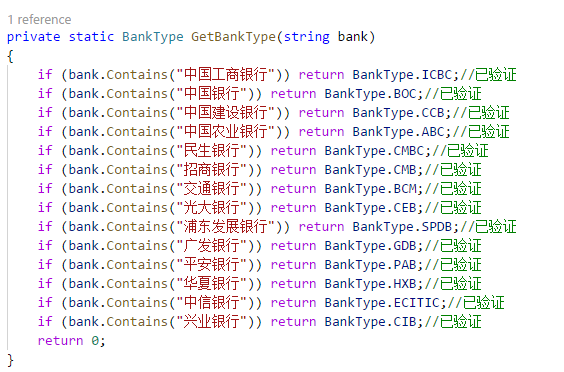 1 reference
private static BankType GetBankType(string bank)
{
    if (bank.Contains("中国工商银行")) return BankType.ICBC;//已验证
    if (bank.Contains("中国银行")) return BankType.BOC;//已验证
    if (bank.Contains("中国建设银行")) return BankType.CCB;//已验证
    if (bank.Contains("中国农业银行")) return BankType.ABC;//已验证
    if (bank.Contains("民生银行")) return BankType.CMBC;//已验证
    if (bank.Contains("招商银行")) return BankType.CMB;//已验证
    if (bank.Contains("交通银行")) return BankType.BCM;//已验证
    if (bank.Contains("光大银行")) return BankType.CEB;//已验证
    if (bank.Contains("浦东发展银行")) return BankType.SPDB;//已验证
    if (bank.Contains("广发银行")) return BankType.GDB;//已验证
    if (bank.Contains("平安银行")) return BankType.PAB;//已验证
    if (bank.Contains("华夏银行")) return BankType.HXB;//已验证
    if (bank.Contains("中信银行")) return BankType.ECITIC;//已验证
    if (bank.Contains("兴业银行")) return BankType.CIB;//已验证
    return 0;
}